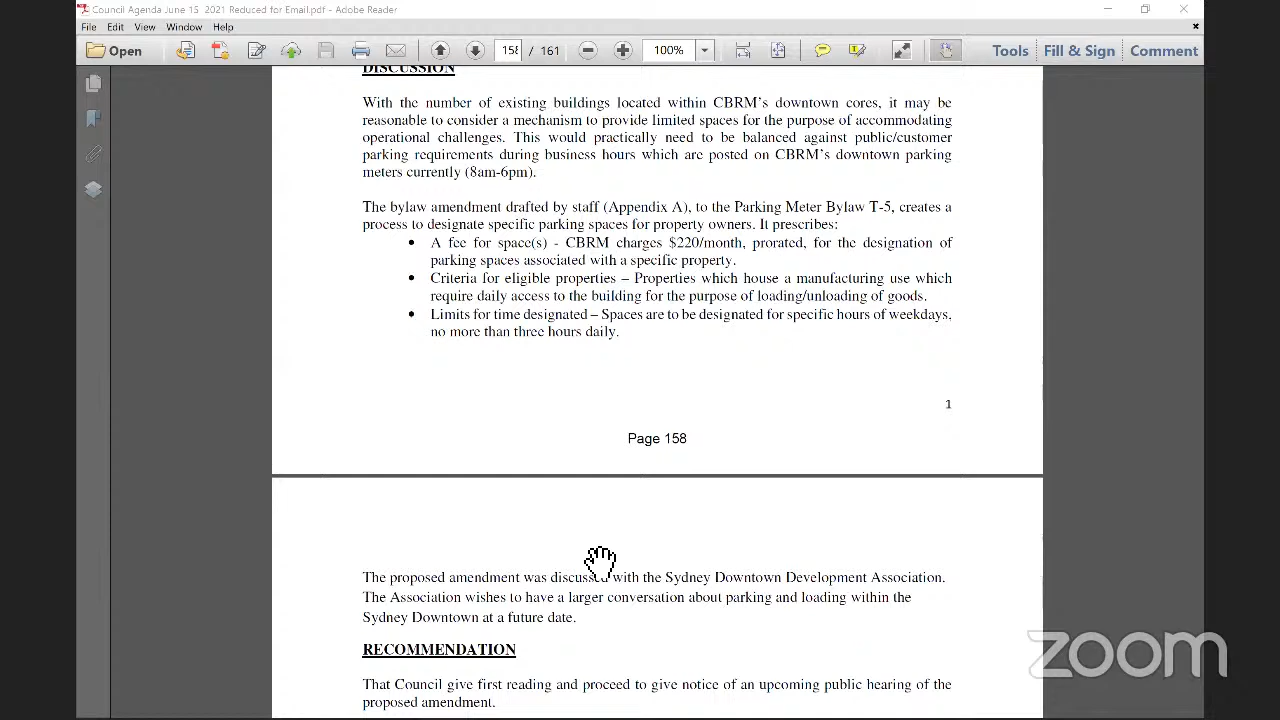 Council Agenda June 15 2021 Reduced for Email.pdf - Adobe Reader
File Edit View Window Help
Open 158 / 161 100% Tools Fill & Sign Comment
DISCUSSION
With the number of existing buildings located within CBRM's downtown cores, it may be
reasonable to consider a mechanism to provide limited spaces for the purpose of accommodating
operational challenges. This would practically need to be balanced against public/customer
parking requirements during business hours which are posted on CBRM's downtown parking
meters currently (8am-6pm).
The bylaw amendment drafted by staff (Appendix A), to the Parking Meter Bylaw T-5, creates a
process to designate specific parking spaces for property owners. It prescribes:
• A fee for space(s) - CBRM charges $220/month, prorated, for the designation of
parking spaces associated with a specific property.
• Criteria for eligible properties – Properties which house a manufacturing use which
require daily access to the building for the purpose of loading/unloading of goods.
• Limits for time designated – Spaces are to be designated for specific hours of weekdays,
no more than three hours daily.
1
Page 158
The proposed amendment was discussed with the Sydney Downtown Development Association.
The Association wishes to have a larger conversation about parking and loading within the
Sydney Downtown at a future date.
RECOMMENDATION
That Council give first reading and proceed to give notice of an upcoming public hearing of the
proposed amendment.
zoom